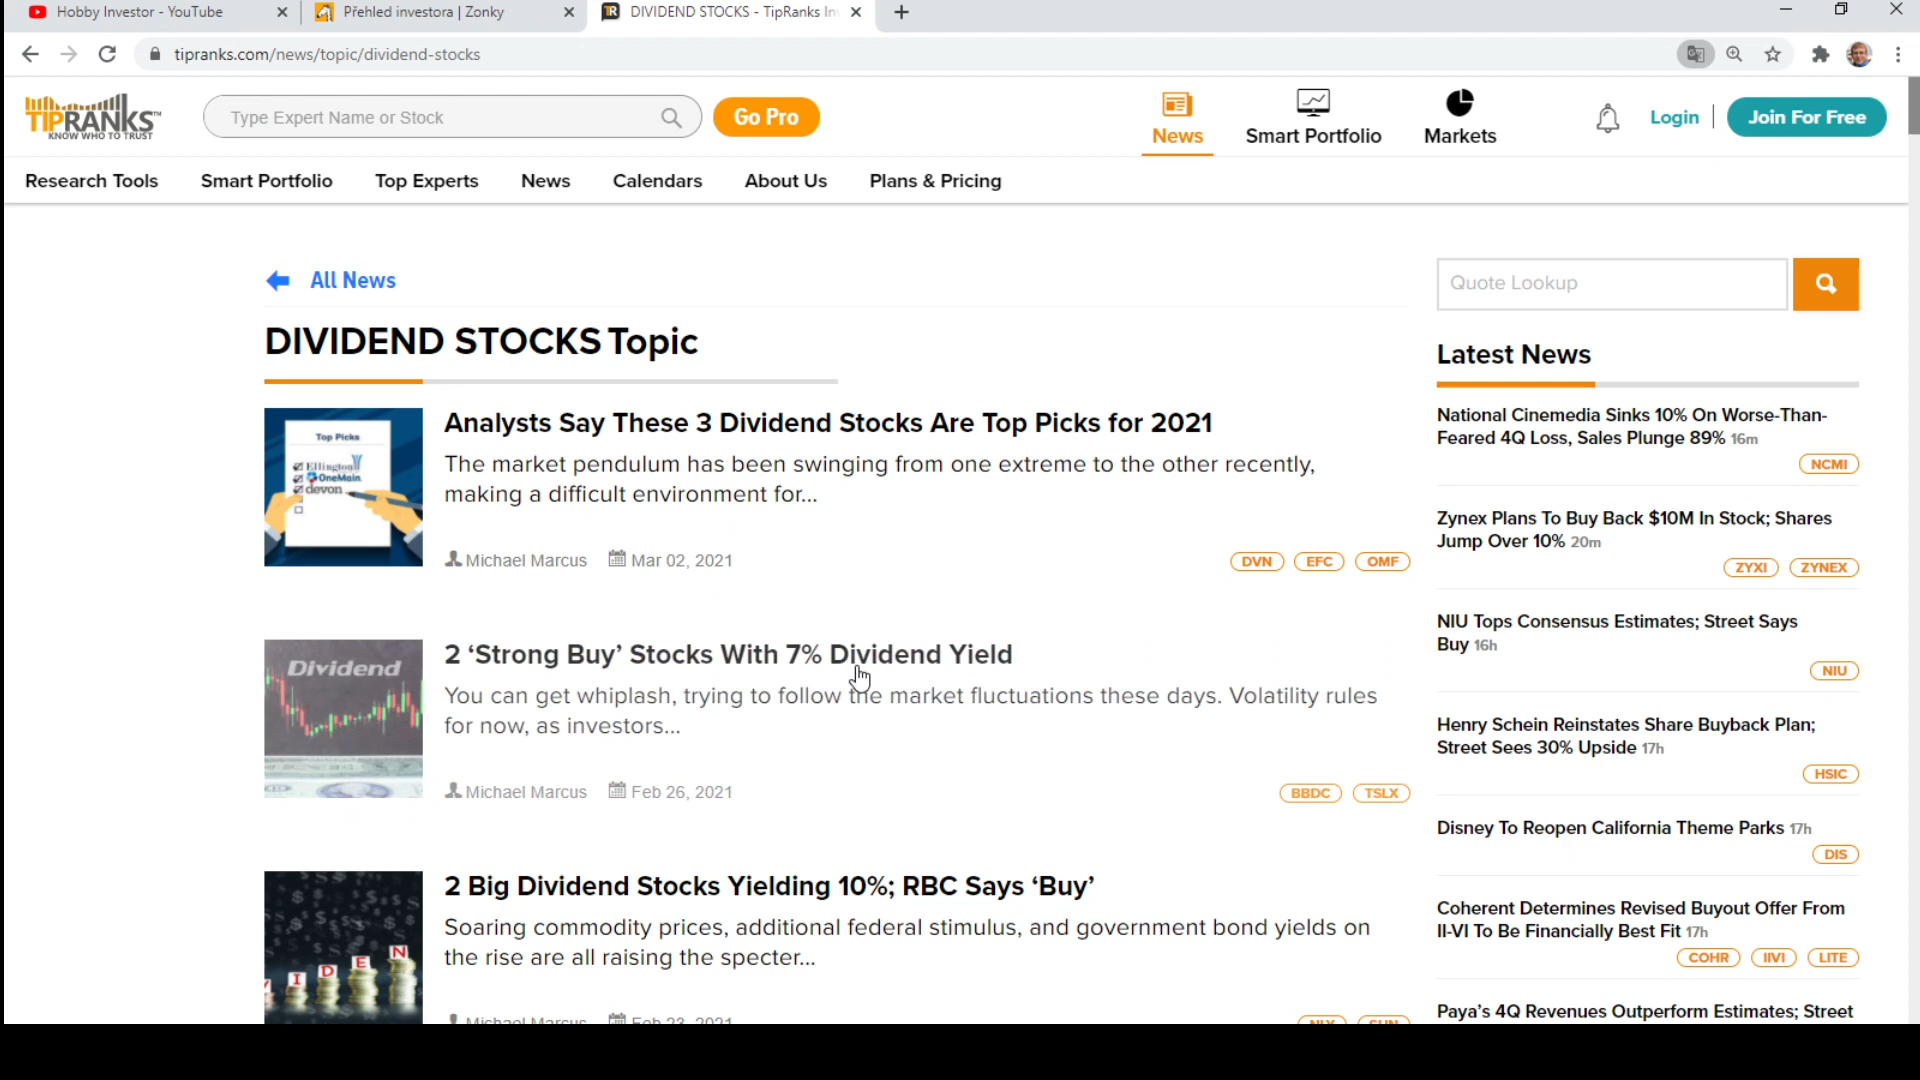 Hobby Investor - YouTube
Přehled investora | Zonky
DIVIDEND STOCKS - TipRanks In
tipranks.com/news/topic/dividend-stocks
TIPRANKS™
KNOW WHO TO TRUST
Type Expert Name or Stock
Go Pro
News
Smart Portfolio
Markets
Login
Join For Free
Research Tools
Smart Portfolio
Top Experts
News
Calendars
About Us
Plans & Pricing
All News
DIVIDEND STOCKS Topic
Top Picks
Ellington
OneMain
devon
Analysts Say These 3 Dividend Stocks Are Top Picks for 2021
The market pendulum has been swinging from one extreme to the other recently,
making a difficult environment for...
Michael Marcus Mar 02, 2021
DVN EFC OMF
Dividend
2 ‘Strong Buy’ Stocks With 7% Dividend Yield
You can get whiplash, trying to follow the market fluctuations these days. Volatility rules
for now, as investors...
Michael Marcus Feb 26, 2021
BBDC TSLX
I D E N
2 Big Dividend Stocks Yielding 10%; RBC Says ‘Buy’
Soaring commodity prices, additional federal stimulus, and government bond yields on
the rise are all raising the specter...
Michael Marcus Feb 23, 2021
Quote Lookup
Latest News
National Cinemedia Sinks 10% On Worse-Than-
Feared 4Q Loss, Sales Plunge 89% 16m
NCMI
Zynex Plans To Buy Back $10M In Stock; Shares
Jump Over 10% 20m
ZYXI ZYNEX
NIU Tops Consensus Estimates; Street Says
Buy 16h
NIU
Henry Schein Reinstates Share Buyback Plan;
Street Sees 30% Upside 17h
HSIC
Disney To Reopen California Theme Parks 17h
DIS
Coherent Determines Revised Buyout Offer From
II-VI To Be Financially Best Fit 17h
COHR IIVI LITE
Paya’s 4Q Revenues Outperform Estimates; Street